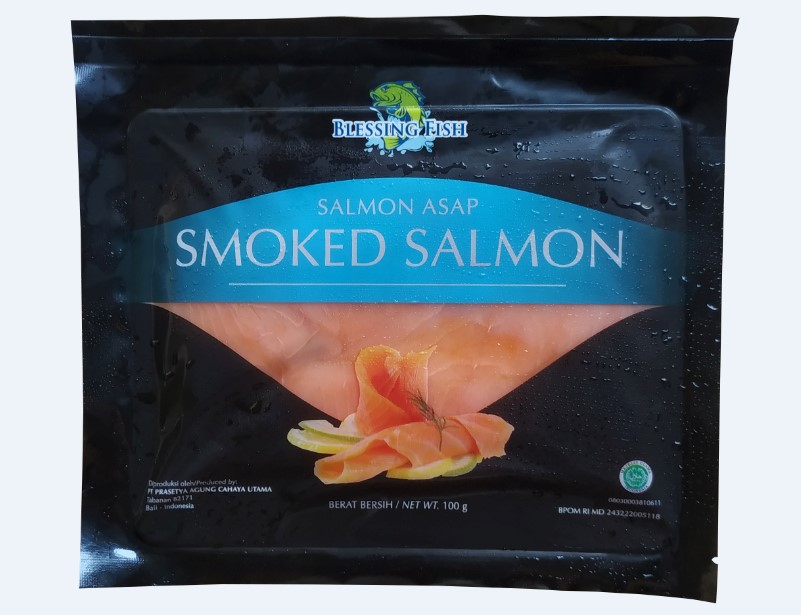 BLESSING FISH
SALMON ASAP
SMOKED SALMON
Diproduksi oleh/Produced by:
PT PRASETYA AGUNG CAHAYA UTAMA
Tabanan 82171
Bali - Indonesia
BERAT BERSIH / NET WT. 100 g
08030003810611
BPOM RI MD 243222005118